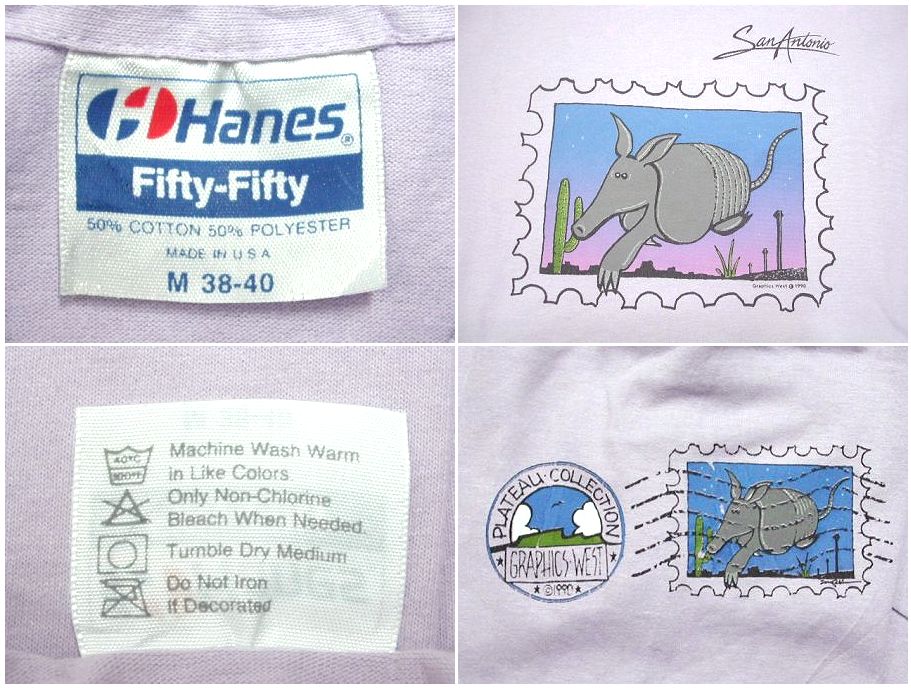 Hanes®
Fifty-Fifty
50% COTTON 50% POLYESTER
MADE IN U S A
M 38-40
San Antonio
Graphics West © 1990
40°C
Machine Wash Warm
in Like Colors
Only Non-Chlorine
Bleach When Needed
Tumble Dry Medium
Do Not Iron
If Decorated
PLATEAU·COLLECTION
GRAPHICS·WEST
©1990